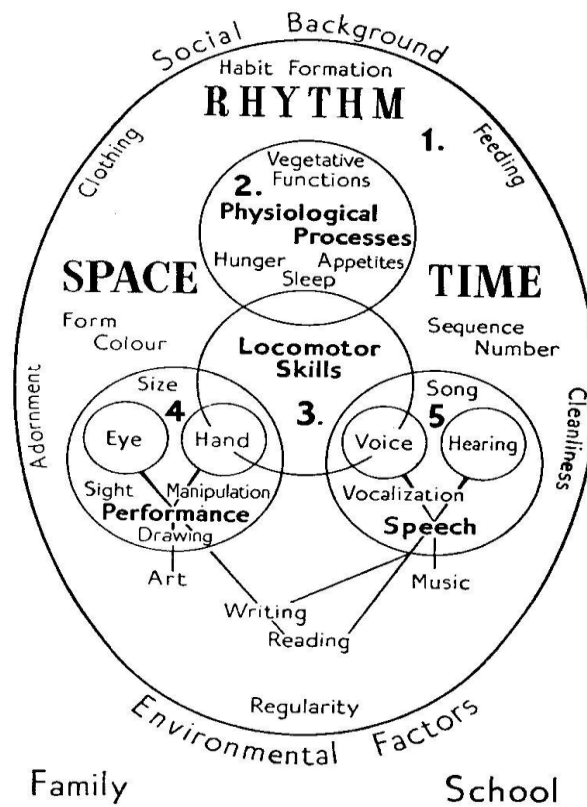 Social Background
Habit Formation
RHYTHM
1.
Clothing
Feeding
Vegetative
2. Functions
Physiological
Processes
Hunger Appetites
Sleep
SPACE TIME
Form
Colour
Sequence
Number
Locomotor
Skills
Adornment
Cleanliness
Size
4
3.
Song
5
Eye Hand
Voice Hearing
Sight Manipulation
Performance
Drawing
Vocalization
Speech
Art
Music
Writing
Reading
Regularity
Environmental Factors
Family School